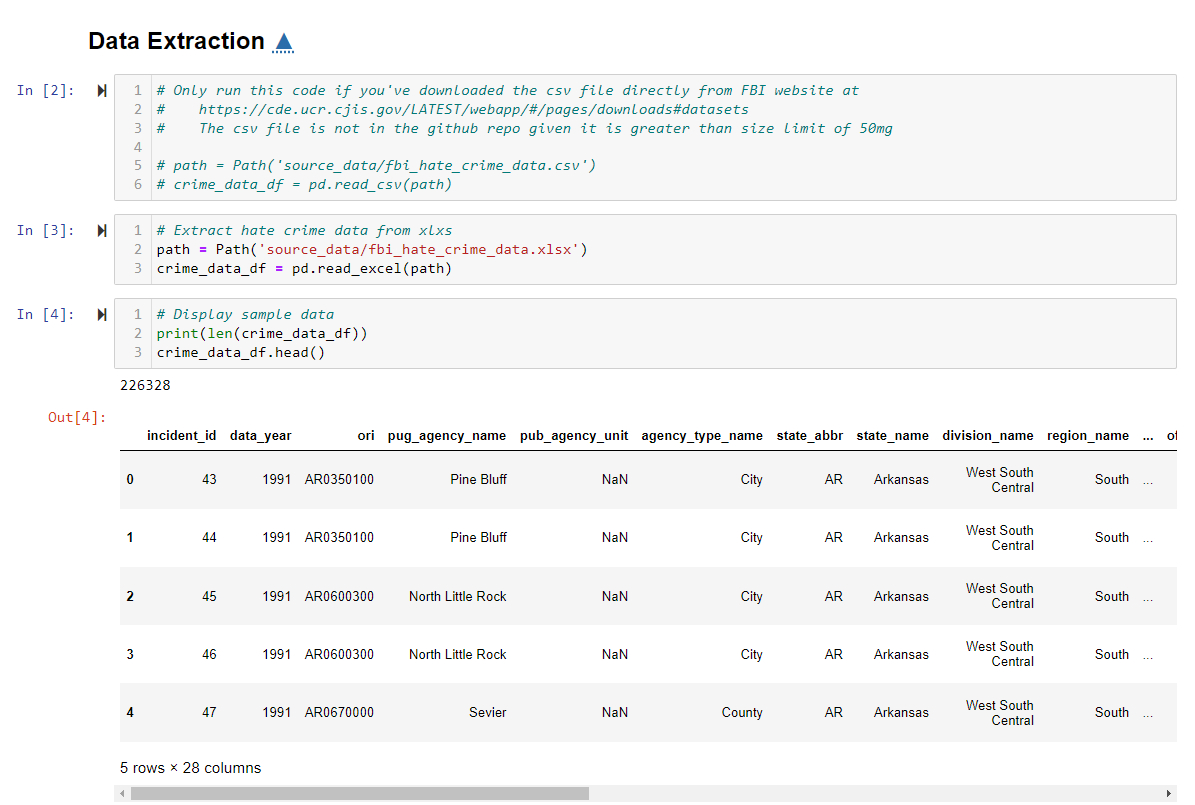 Data Extraction
In [2]:
1 # Only run this code if you've downloaded the csv file directly from FBI website at
2 #    https://cde.ucr.cjis.gov/LATEST/webapp/#/pages/downloads#datasets
3 #    The csv file is not in the github repo given it is greater than size limit of 50mg
4
5 # path = Path('source_data/fbi_hate_crime_data.csv')
6 # crime_data_df = pd.read_csv(path)
In [3]:
1 # Extract hate crime data from xlxs
2 path = Path('source_data/fbi_hate_crime_data.xlsx')
3 crime_data_df = pd.read_excel(path)
In [4]:
1 # Display sample data
2 print(len(crime_data_df))
3 crime_data_df.head()
226328
Out[4]:
incident_id data_year ori pug_agency_name pub_agency_unit agency_type_name state_abbr state_name division_name region_name ... of
0 43 1991 AR0350100 Pine Bluff NaN City AR Arkansas West South Central South ...
1 44 1991 AR0350100 Pine Bluff NaN City AR Arkansas West South Central South ...
2 45 1991 AR0600300 North Little Rock NaN City AR Arkansas West South Central South ...
3 46 1991 AR0600300 North Little Rock NaN City AR Arkansas West South Central South ...
4 47 1991 AR0670000 Sevier NaN County AR Arkansas West South Central South ...
5 rows × 28 columns